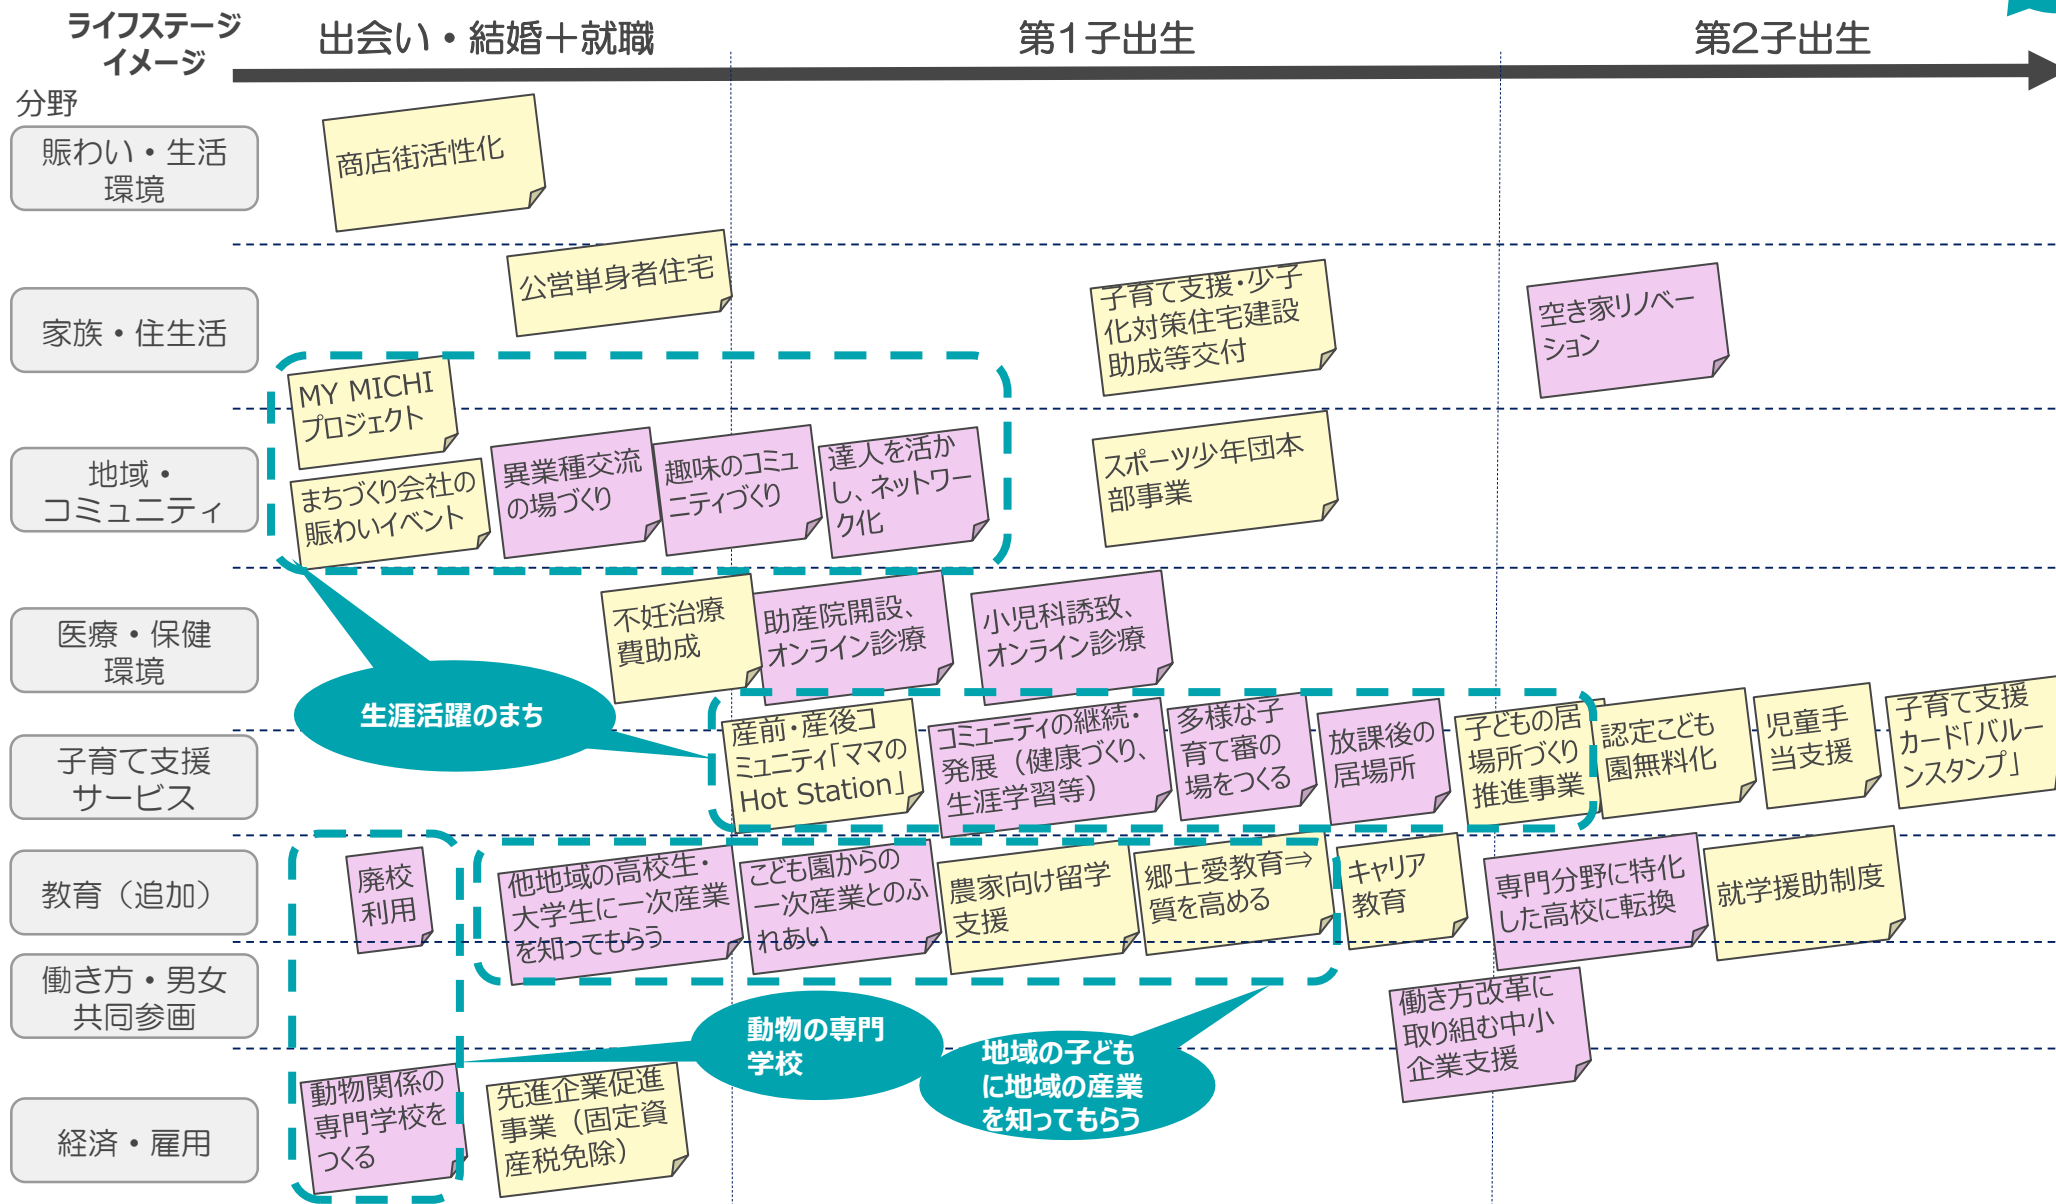 ライフステージ
イメージ
出会い・結婚＋就職
第1子出生
第2子出生
分野
賑わい・生活
環境
商店街活性化
家族・住生活
公営単身者住宅
子育て支援・少子
化対策住宅建設
助成等交付
空き家リノベー
ション
地域・
コミュニティ
MY MICHI
プロジェクト
まちづくり会社の
賑わいイベント
異業種交流
の場づくり
趣味のコミュ
ニティづくり
達人を活か
し、ネットワー
ク化
スポーツ少年団本
部事業
医療・保健
環境
不妊治療
費助成
助産院開設、
オンライン診療
小児科誘致、
オンライン診療
生涯活躍のまち
子育て支援
サービス
産前・産後コ
ミュニティ「ママの
Hot Station」
コミュニティの継続・
発展（健康づくり、
生涯学習等）
多様な子
育て審の
場をつくる
放課後の
居場所
子どもの居
場所づくり
推進事業
認定こども
園無料化
児童手
当支援
子育て支援
カード「バルー
ンスタンプ」
教育（追加）
廃校
利用
他地域の高校生・
大学生に一次産業
を知ってもらう
こども園からの
一次産業とのふ
れあい
農家向け留学
支援
郷土愛教育⇒
質を高める
キャリア
教育
専門分野に特化
した高校に転換
就学援助制度
働き方・男女
共同参画
動物の専門
学校
地域の子ども
に地域の産業
を知ってもらう
働き方改革に
取り組む中小
企業支援
経済・雇用
動物関係の
専門学校を
つくる
先進企業促進
事業（固定資
産税免除）